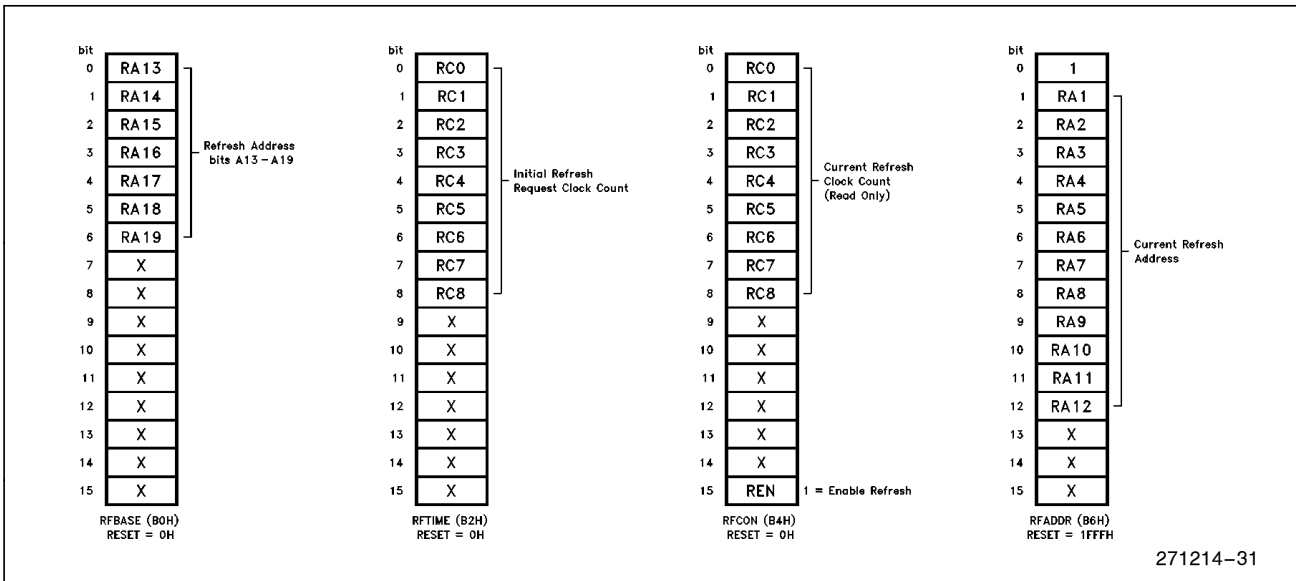 bit
0 RA13
1 RA14
2 RA15
3 RA16
4 RA17
5 RA18
6 RA19
7 X
8 X
9 X
10 X
11 X
12 X
13 X
14 X
15 X
Refresh Address
bits A13–A19
RFBASE (B0H)
RESET = 0H
bit
0 RC0
1 RC1
2 RC2
3 RC3
4 RC4
5 RC5
6 RC6
7 RC7
8 RC8
9 X
10 X
11 X
12 X
13 X
14 X
15 X
Initial Refresh
Request Clock Count
RFTIME (B2H)
RESET = 0H
bit
0 RC0
1 RC1
2 RC2
3 RC3
4 RC4
5 RC5
6 RC6
7 RC7
8 RC8
9 X
10 X
11 X
12 X
13 X
14 X
15 REN 1 = Enable Refresh
Current Refresh
Clock Count
(Read Only)
RFCON (B4H)
RESET = 0H
bit
0 1
1 RA1
2 RA2
3 RA3
4 RA4
5 RA5
6 RA6
7 RA7
8 RA8
9 RA9
10 RA10
11 RA11
12 RA12
13 X
14 X
15 X
Current Refresh
Address
RFADDR (B6H)
RESET = 1FFFH
271214–31